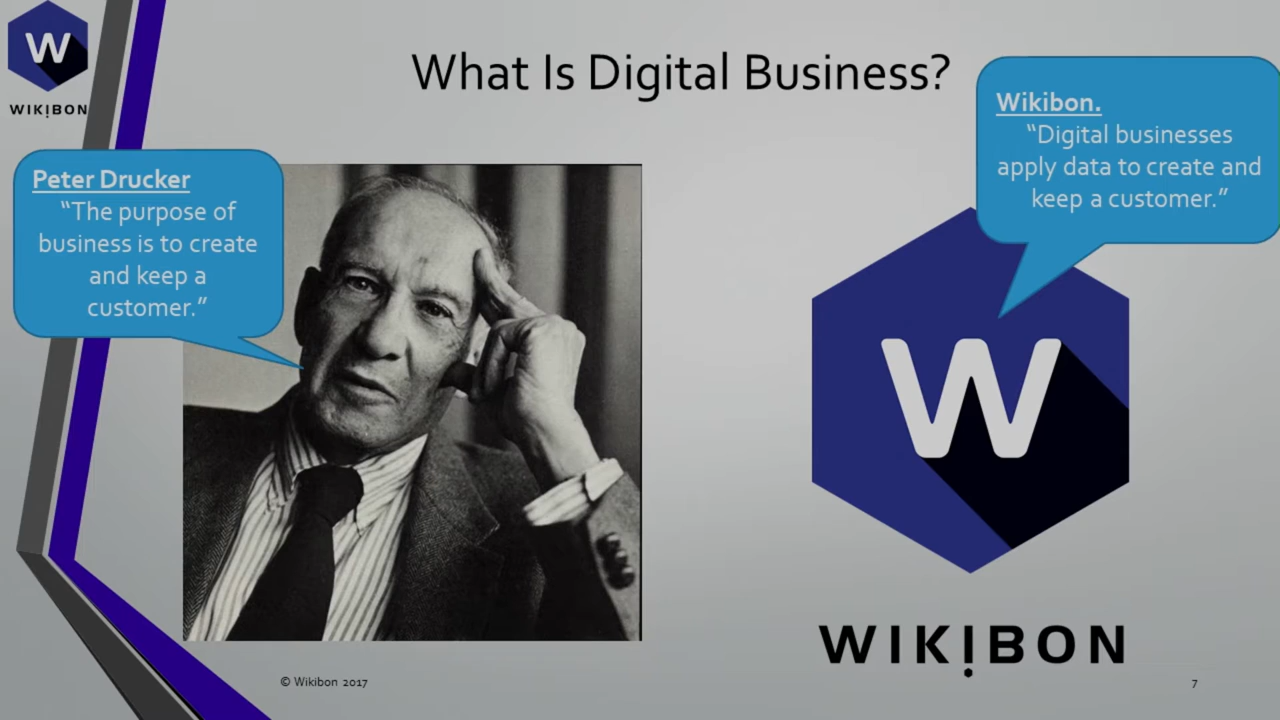 W
WIKIBON
What Is Digital Business?
Peter Drucker
“The purpose of
business is to create
and keep a
customer.”
Wikibon.
“Digital businesses
apply data to create and
keep a customer.”
W
WIKIBON
© Wikibon 2017
7